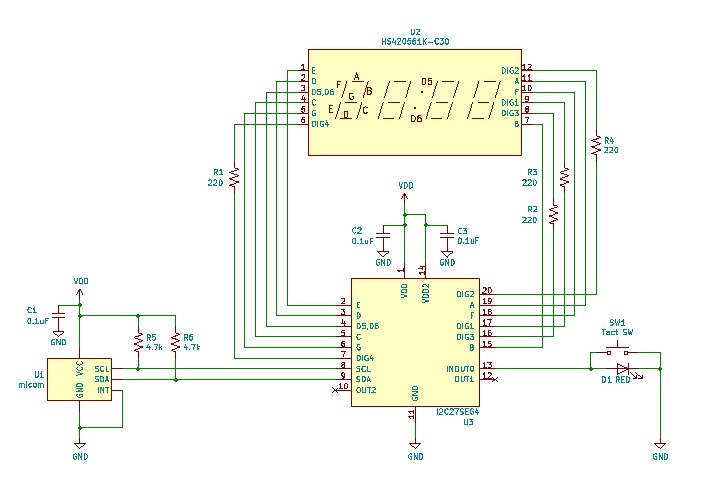 U2
HS420561K-C30
1 E
2 D
3 D5,D6
4 C
5 G
6 DIG4
A
F B
G
E C
D
D5
D6
DIG2 12
A 11
F 10
DIG1 9
DIG3 8
B 7
R1
220
R4
220
R3
220
R2
220
VDD
C2
0.1uF
GND
C3
0.1uF
GND
1 VDD
14 VDD2
2 E
3 D
4 D5,D6
5 C
6 G
7 DIG4
8 SCL
9 SDA
10 OUT2
DIG2 20
A 19
F 18
DIG1 17
DIG3 16
B 15
INOUT0 13
OUT1 12
GND 11
I2C27SEG4
U3
GND
VDD
C1
0.1uF
GND
R5
4.7k
R6
4.7k
U1
micom
VCC
GND
SCL
SDA
INT
GND
SW1
Tact SW
D1 RED
GND